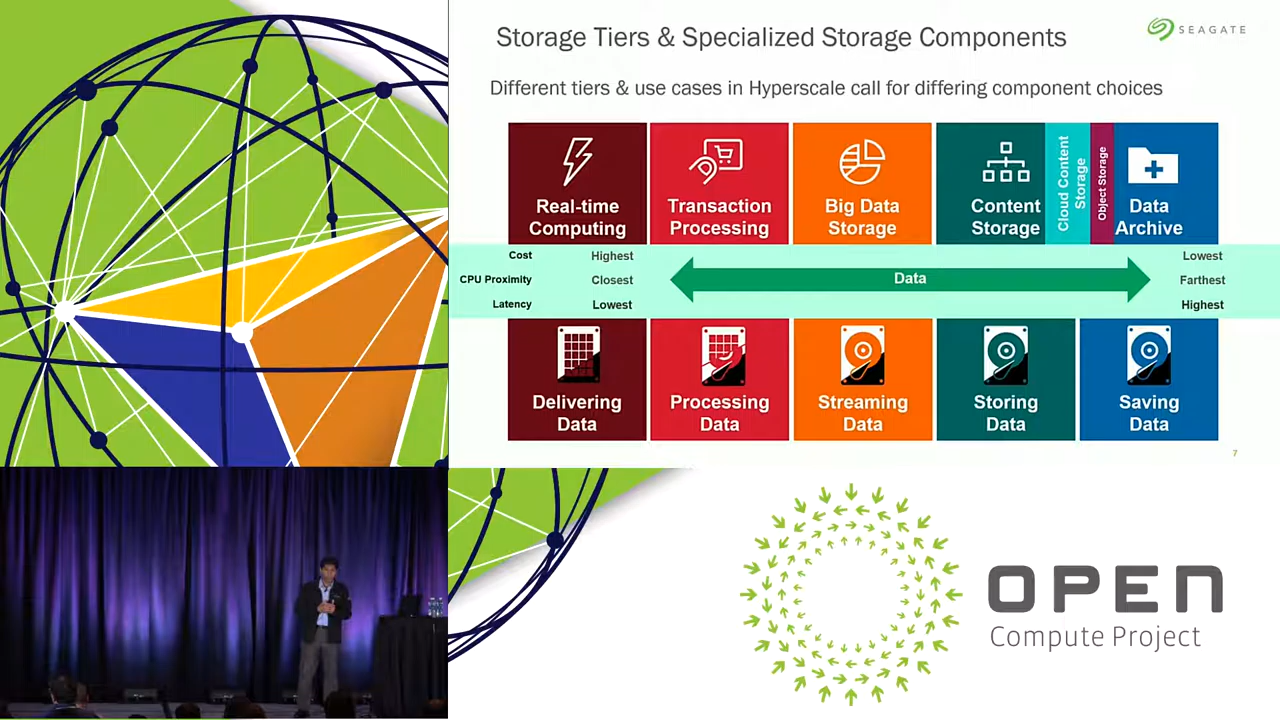 Storage Tiers & Specialized Storage Components
SEAGATE
Different tiers & use cases in Hyperscale call for differing component choices
Real-time
Computing
Transaction
Processing
Big Data
Storage
Content
Storage
Cloud Content
Storage
Object Storage
Data
Archive
Cost
Highest
Lowest
CPU Proximity
Closest
Data
Farthest
Latency
Lowest
Highest
Delivering
Data
Processing
Data
Streaming
Data
Storing
Data
Saving
Data
7
OPEN
Compute Project